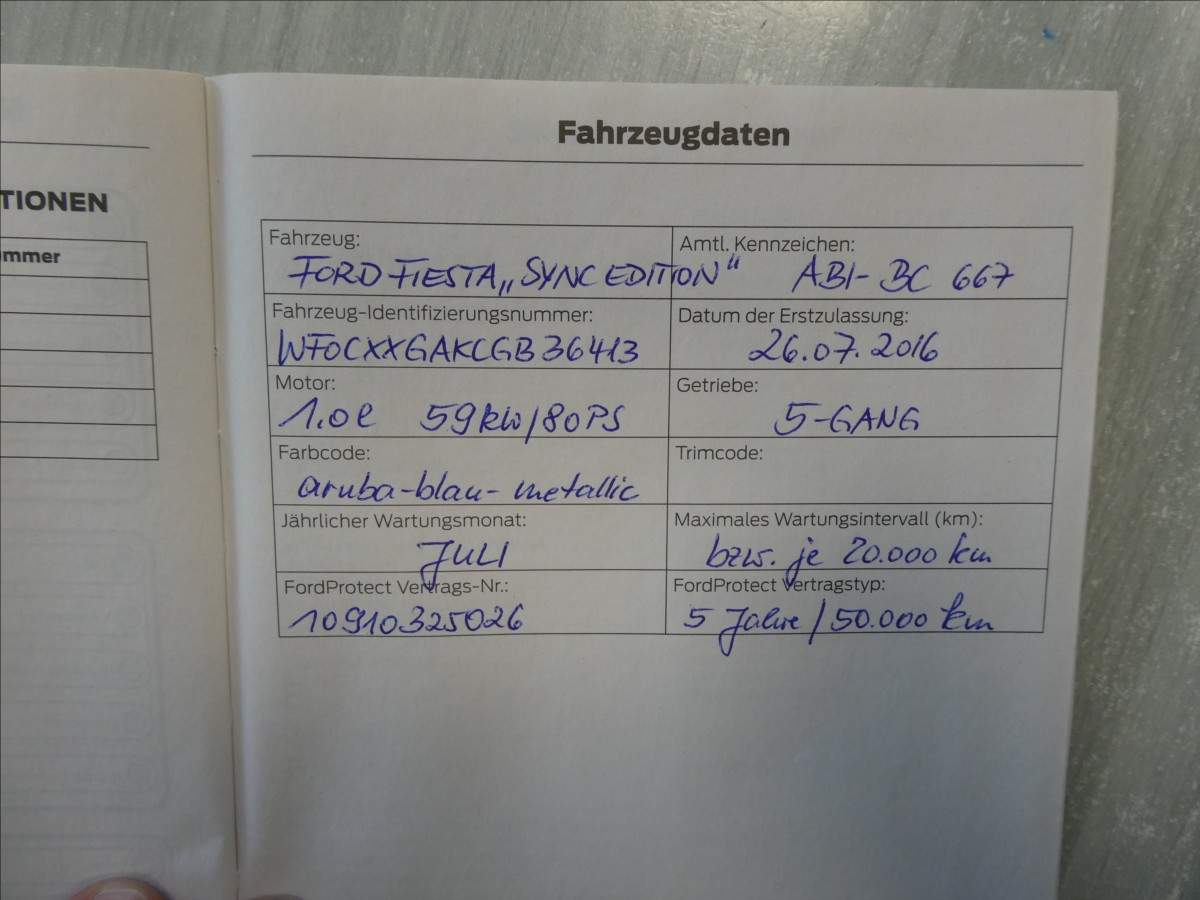 Fahrzeugdaten
TIONEN
mmer
Fahrzeug:
FORD FIESTA „SYNC EDITION“
Amtl. Kennzeichen:
ABI-BC 667
Fahrzeug-Identifizierungsnummer:
WF0CXXGAKCGB36413
Datum der Erstzulassung:
26.07.2016
Motor:
1.0l 59kW/80PS
Getriebe:
5-GANG
Farbcode:
aruba-blau-metallic
Trimcode:
Jährlicher Wartungsmonat:
JULI
Maximales Wartungsintervall (km):
bzw. je 20.000 km
FordProtect Vertrags-Nr.:
10910325026
FordProtect Vertragstyp:
5 Jahre/50.000 km